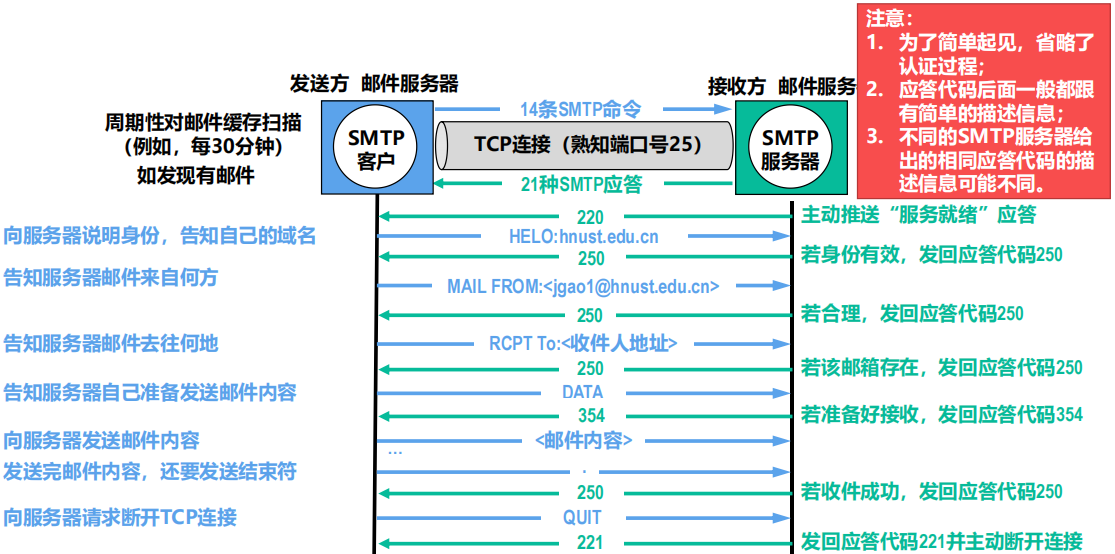 注意：
1. 为了简单起见，省略了
认证过程；
2. 应答代码后面一般都跟
有简单的描述信息；
3. 不同的SMTP服务器给
出的相同应答代码的描
述信息可能不同。
发送方 邮件服务器
接收方 邮件服务
周期性对邮件缓存扫描
（例如，每30分钟）
如发现有邮件
SMTP
客户
14条SMTP命令
TCP连接（熟知端口号25）
21种SMTP应答
SMTP
服务器
220
主动推送“服务就绪”应答
向服务器说明身份，告知自己的域名
HELO:hnust.edu.cn
250
若身份有效，发回应答代码250
告知服务器邮件来自何方
MAIL FROM:<jgao1@hnust.edu.cn>
250
若合理，发回应答代码250
告知服务器邮件去往何地
RCPT To:<收件人地址>
250
若该邮箱存在，发回应答代码250
告知服务器自己准备发送邮件内容
DATA
354
若准备好接收，发回应答代码354
向服务器发送邮件内容
<邮件内容>
...
发送完邮件内容，还要发送结束符
.
250
若收件成功，发回应答代码250
向服务器请求断开TCP连接
QUIT
221
发回应答代码221并主动断开连接